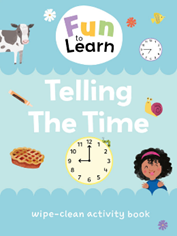 Fun
to
Learn
Telling
The Time
wipe-clean activity book